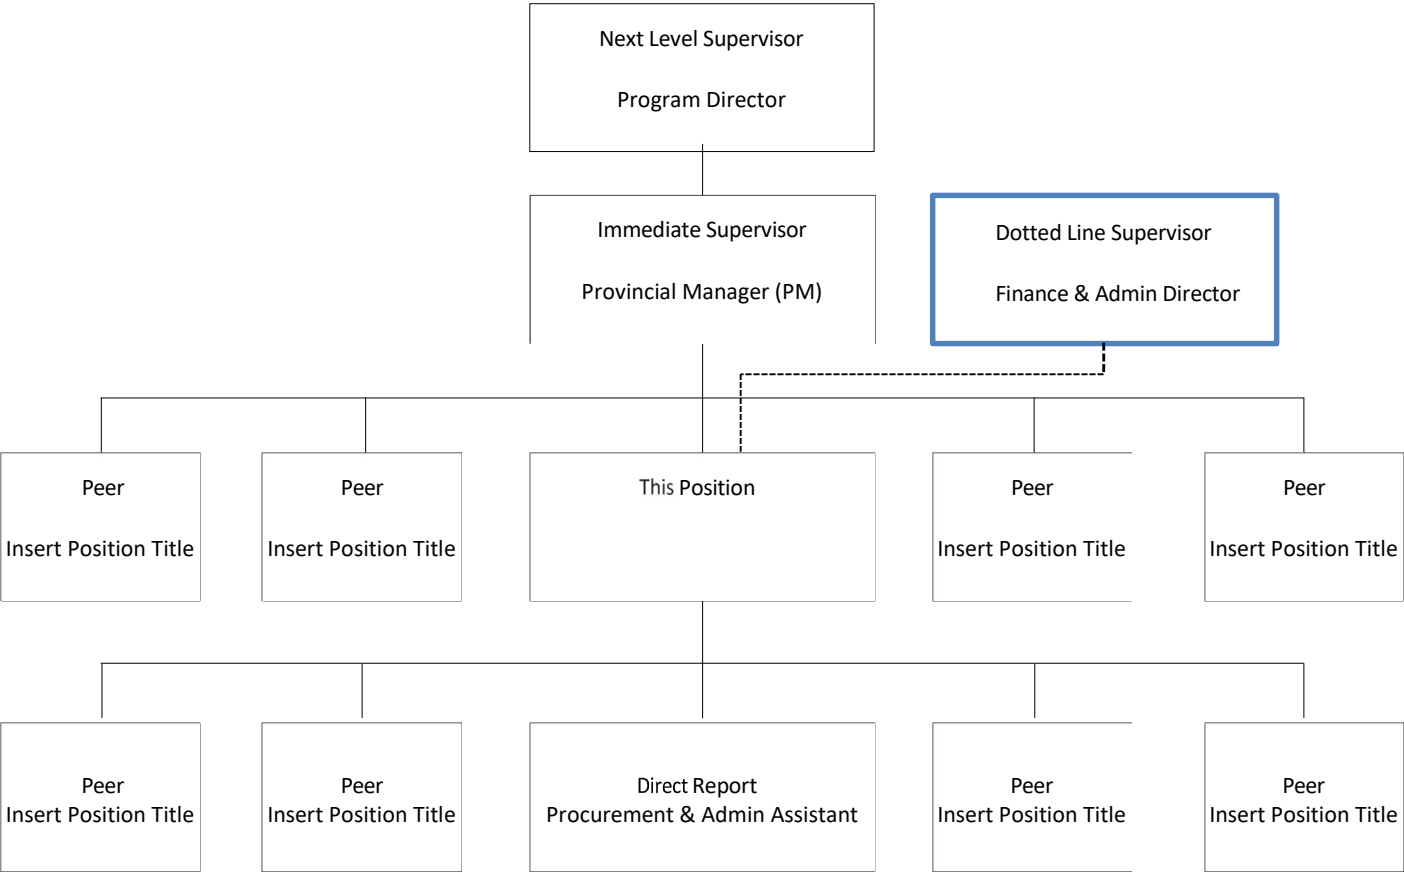 Next Level Supervisor
Program Director
Immediate Supervisor
Provincial Manager (PM)
Dotted Line Supervisor
Finance & Admin Director
Peer
Insert Position Title
Peer
Insert Position Title
This Position
Peer
Insert Position Title
Peer
Insert Position Title
Peer
Insert Position Title
Peer
Insert Position Title
Direct Report
Procurement & Admin Assistant
Peer
Insert Position Title
Peer
Insert Position Title